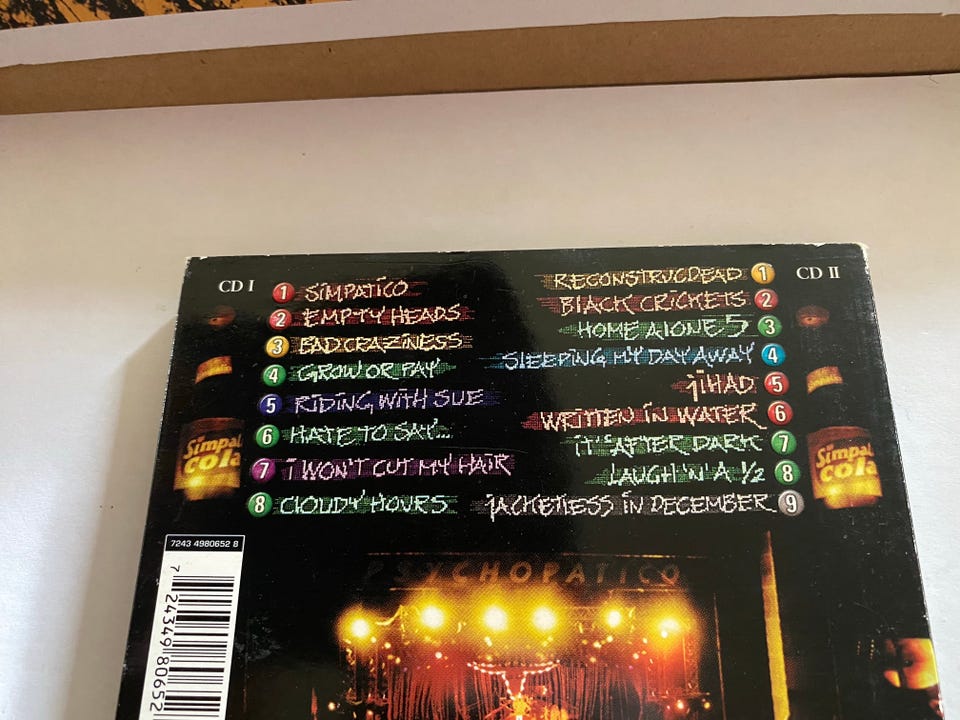 CD I
1 SIMPATICO
2 EMPTY HEADS
3 BAD CRAZINESS
4 GROW OR PAY
5 RIDING WITH SUE
6 HATE TO SAY...
7 I WON'T CUT MY HAIR
8 CLOUDY HOURS
CD II
RECONSTRUCDEAD 1
BLACK CRICKETS 2
HOME ALONE 5 3
SLEEPING MY DAY AWAY 4
JIHAD 5
WRITTEN IN WATER 6
IT' AFTER DARK 7
LAUGH 'N' A 1/2 8
JACKETLESS IN DECEMBER 9
Simpat
cola
Simpat
cola
7243 4980652 8
7 24349 80652
PSYCHOPATICO